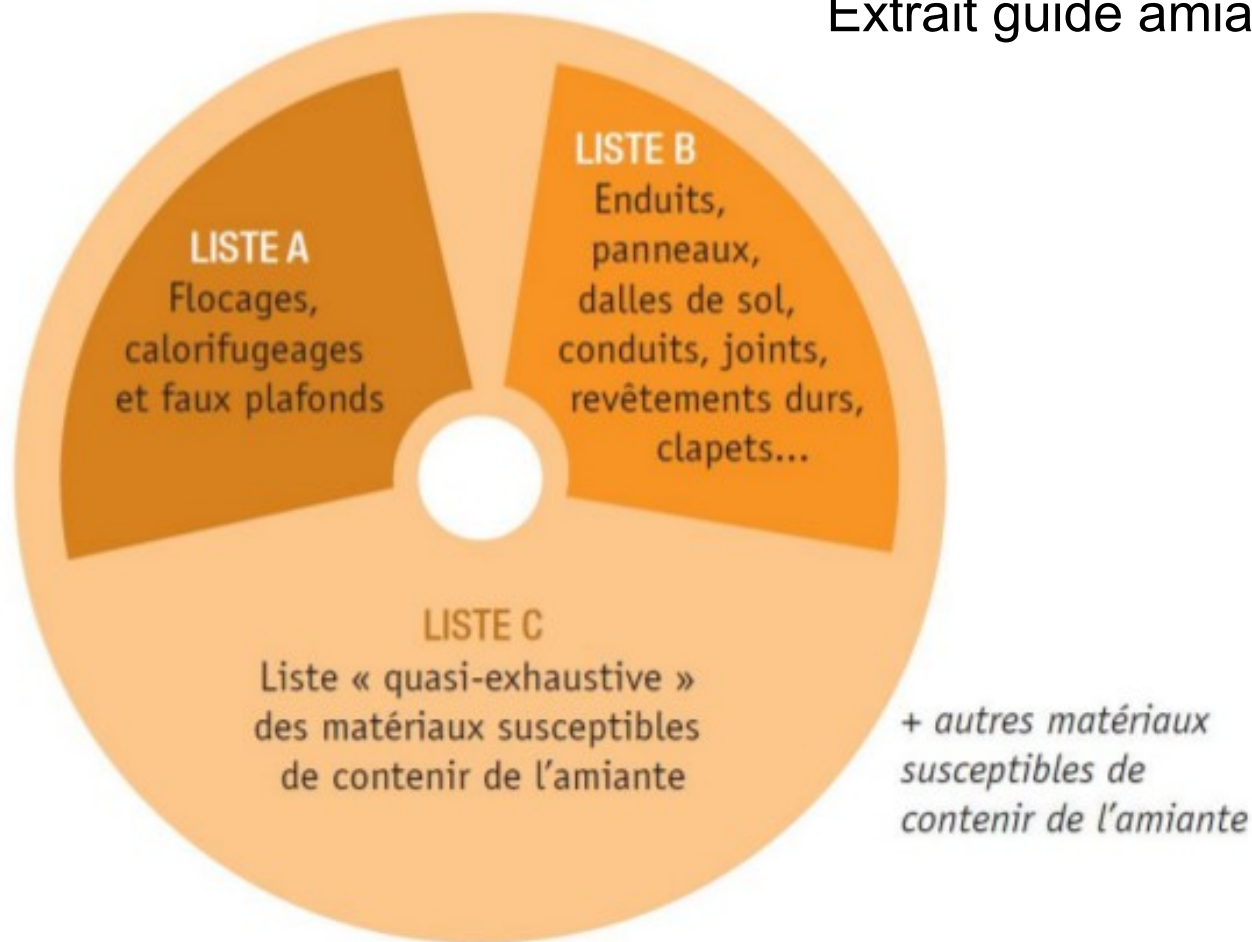 Extrait guide amia
LISTE A
Flocages,
calorifugeages
et faux plafonds
LISTE B
Enduits,
panneaux,
dalles de sol,
conduits, joints,
revêtements durs,
clapets...
LISTE C
Liste « quasi-exhaustive »
des matériaux susceptibles
de contenir de l'amiante
+ autres matériaux
susceptibles de
contenir de l'amiante